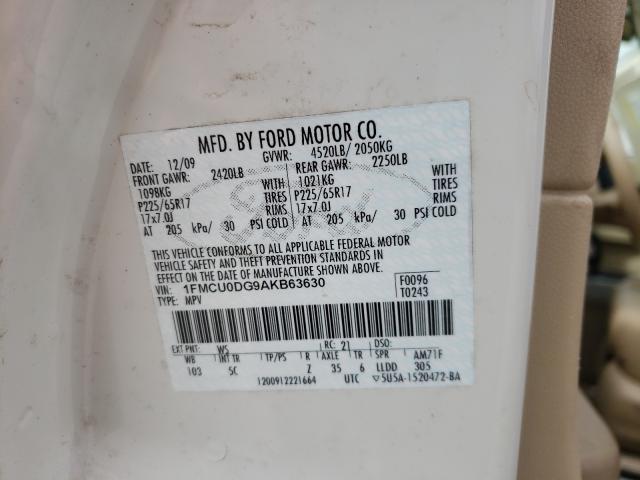 MFD. BY FORD MOTOR CO.
DATE: 12/09 GVWR: 4520LB/ 2050KG
FRONT GAWR: 2420LB REAR GAWR: 2250LB
1098KG WITH 1021KG WITH
P225/65R17 TIRES P225/65R17 TIRES
17x7.0J RIMS 17x7.0J RIMS
AT 205 kPa/ 30 PSI COLD AT 205 kPa/ 30 PSI COLD
THIS VEHICLE CONFORMS TO ALL APPLICABLE FEDERAL MOTOR
VEHICLE SAFETY AND THEFT PREVENTION STANDARDS IN
EFFECT ON THE DATE OF MANUFACTURE SHOWN ABOVE.
VIN: 1FMCU0DG9AKB63630 F0096
TYPE: MPV T0243
EXT PNT: WS RC: 21 DSO:
WB INT TR TP/PS R AXLE TR SPR AM71F
103 5C Z 35 6 LLDD 305
1200912221664 UTC ▽5U5A-1520472-BA